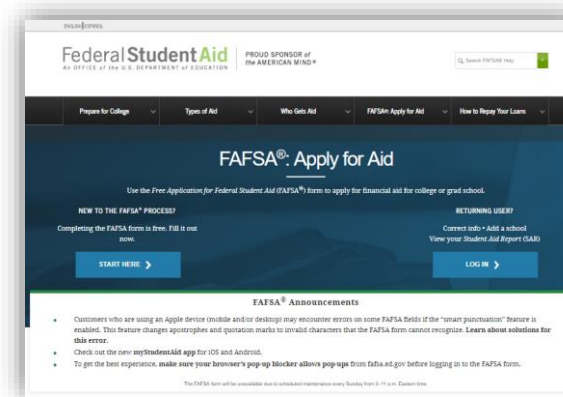 ENGLISH | ESPAÑOL
Federal Student Aid
An OFFICE of the U.S. DEPARTMENT of EDUCATION
PROUD SPONSOR of
the AMERICAN MIND®
Search FAFSA® Help
Prepare for College
Types of Aid
Who Gets Aid
FAFSA®: Apply for Aid
How to Repay Your Loans
FAFSA®: Apply for Aid
Use the Free Application for Federal Student Aid (FAFSA®) form to apply for financial aid for college or grad school.
NEW TO THE FAFSA® PROCESS?
Completing the FAFSA form is free. Fill it out
now.
START HERE ❯
RETURNING USER?
Correct info • Add a school
View your Student Aid Report (SAR)
LOG IN ❯
FAFSA® Announcements
• Customers who are using an Apple device (mobile and/or desktop) may encounter errors on some FAFSA fields if the “smart punctuation” feature is
enabled. This feature changes apostrophes and quotation marks to invalid characters that the FAFSA form cannot recognize. Learn about solutions for
this error.
• Check out the new myStudentAid app for iOS and Android.
• To get the best experience, make sure your browser's pop-up blocker allows pop-ups from fafsa.ed.gov before logging in to the FAFSA form.
The FAFSA form will be unavailable due to scheduled maintenance every Sunday from 3–11 a.m. Eastern time.